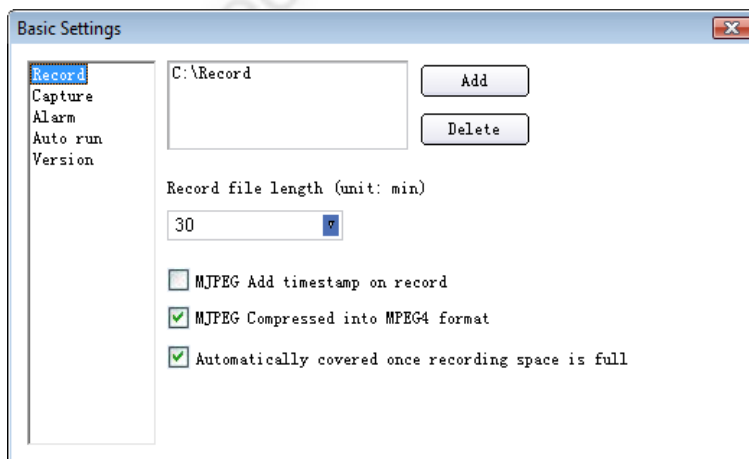 Basic Settings
Record
Capture
Alarm
Auto run
Version
C:\Record
Add
Delete
Record file length (unit: min)
30
MJPEG Add timestamp on record
MJPEG Compressed into MPEG4 format
Automatically covered once recording space is full